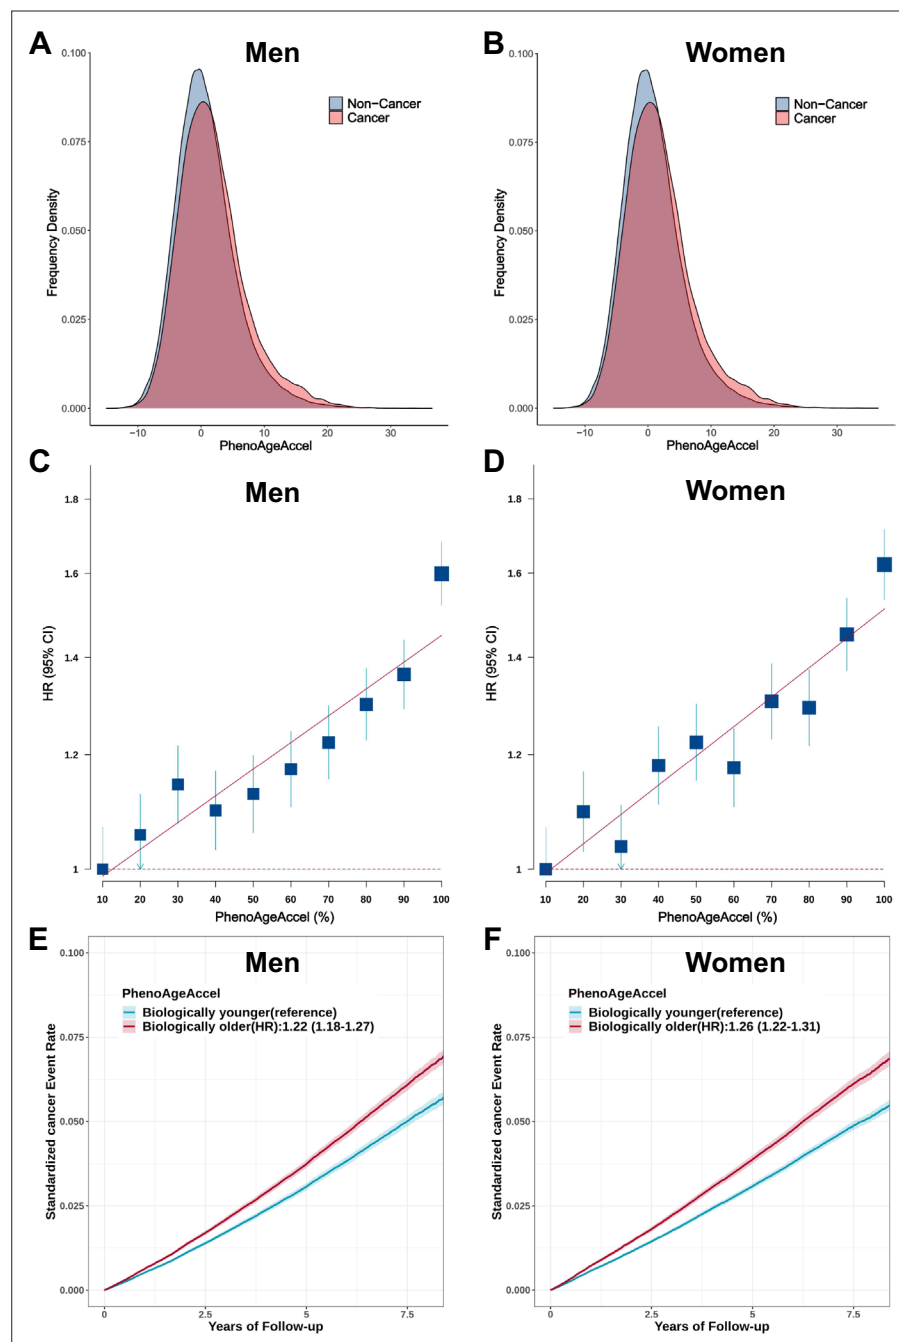 A Men
0.100
0.075
0.050
0.025
0.000
Frequency Density
Non-Cancer
Cancer
−10 0 10 20 30
PhenoAgeAccel
B Women
0.100
0.075
0.050
0.025
0.000
Frequency Density
Non-Cancer
Cancer
−10 0 10 20 30
PhenoAgeAccel
C Men
1.8
1.6
1.4
1.2
1
HR (95% CI)
10 20 30 40 50 60 70 80 90 100
PhenoAgeAccel (%)
D Women
1.8
1.6
1.4
1.2
1
HR (95% CI)
10 20 30 40 50 60 70 80 90 100
PhenoAgeAccel (%)
E Men
0.100
0.075
0.050
0.025
0.000
Standardized cancer Event Rate
PhenoAgeAccel
Biologically younger(reference)
Biologically older(HR):1.22 (1.18-1.27)
0 2.5 5 7.5
Years of Follow-up
F Women
0.100
0.075
0.050
0.025
0.000
Standardized cancer Event Rate
PhenoAgeAccel
Biologically younger(reference)
Biologically older(HR):1.26 (1.22-1.31)
0 2.5 5 7.5
Years of Follow-up